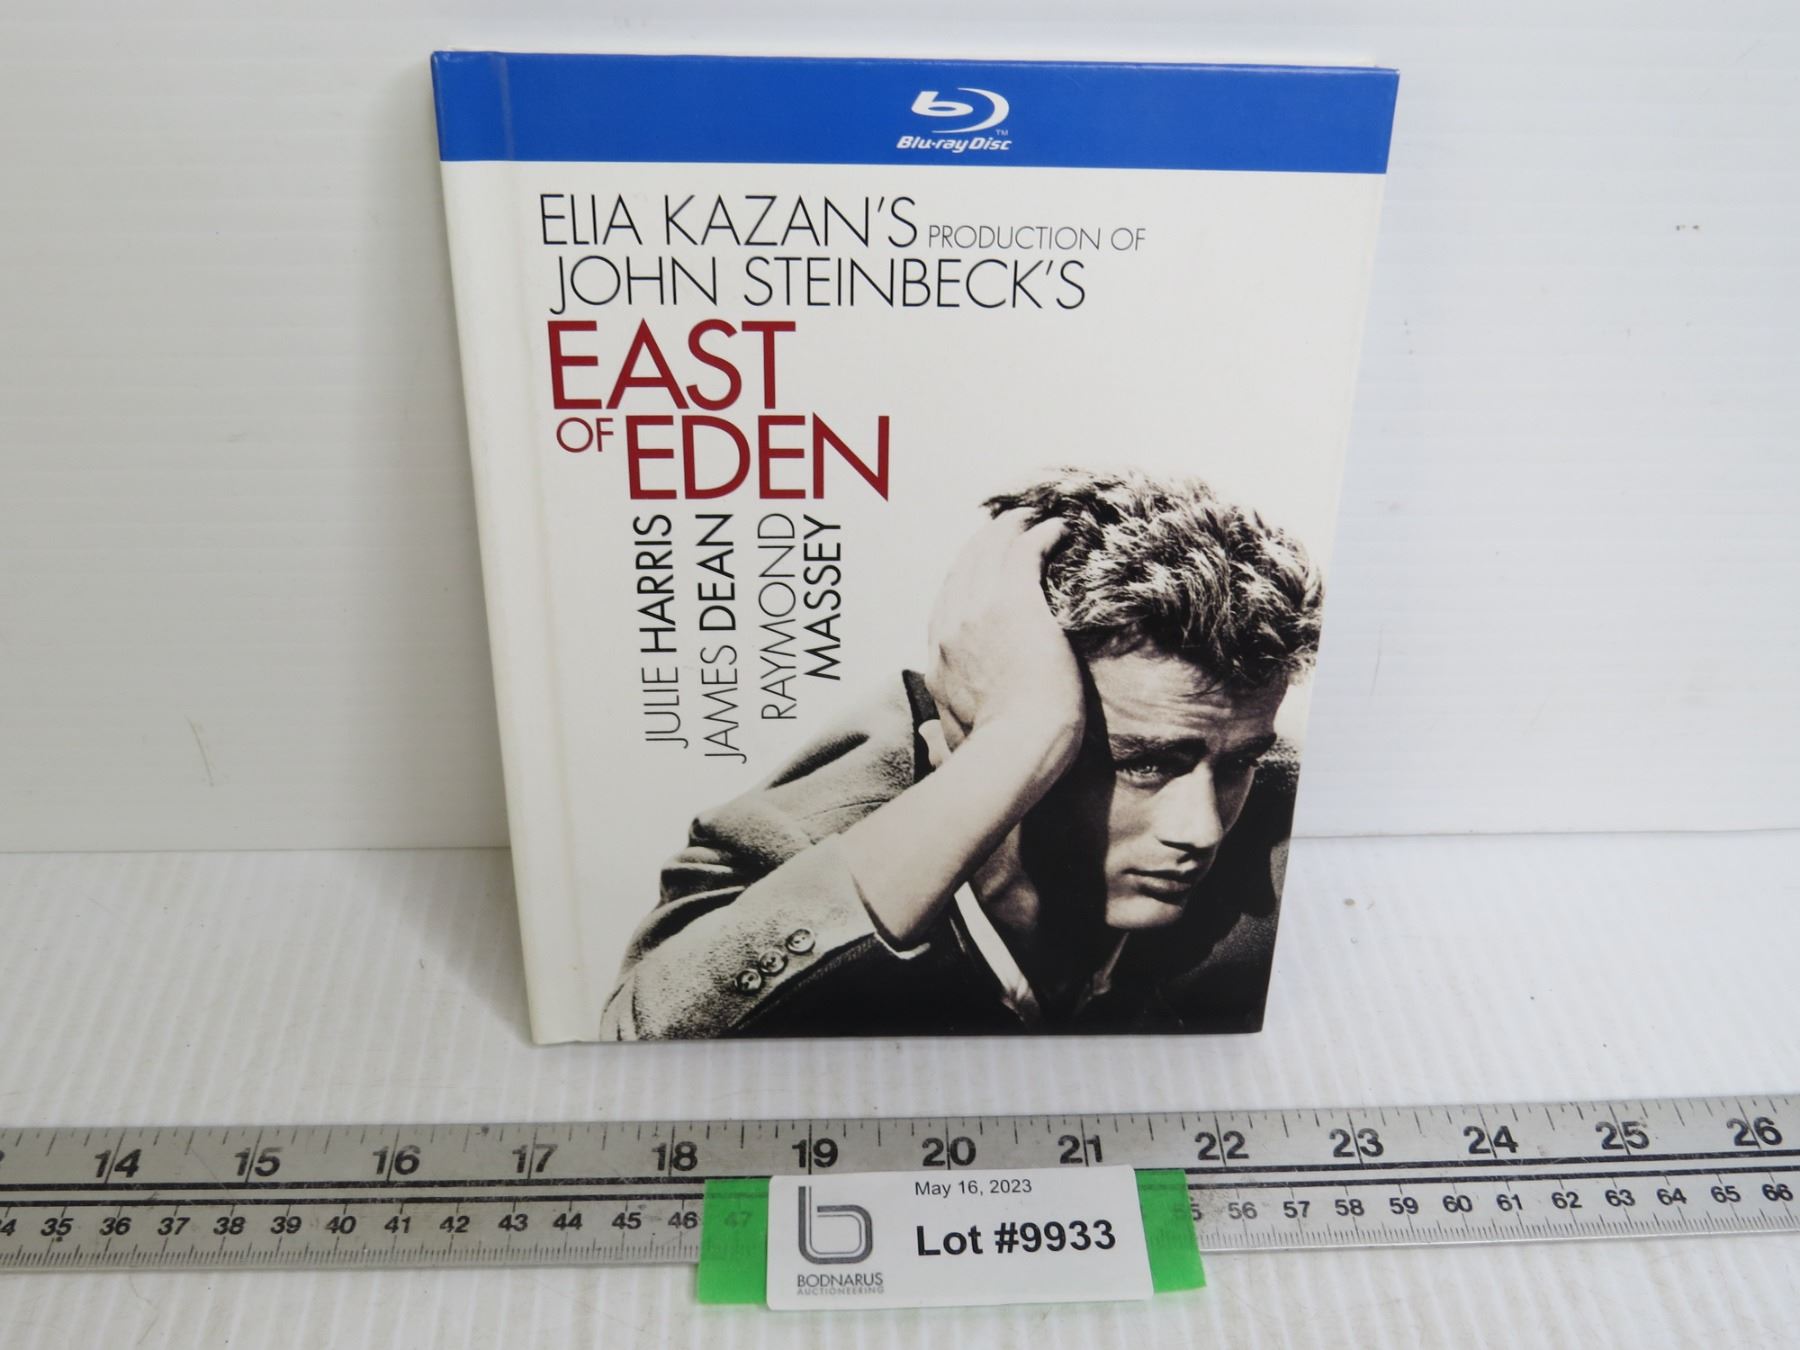 Blu-ray Disc™
ELIA KAZAN'S PRODUCTION OF
JOHN STEINBECK'S
EAST
OF EDEN
JULIE HARRIS
JAMES DEAN
RAYMOND
MASSEY
14 15 16 17 18 19 20 21 22 23 24 25 26
35 36 37 38 39 40 41 42 43 44 45 46 47 56 57 58 59 60 61 62 63 64 65 66
May 16, 2023
Lot #9933
BODNARUS
AUCTIONEERING